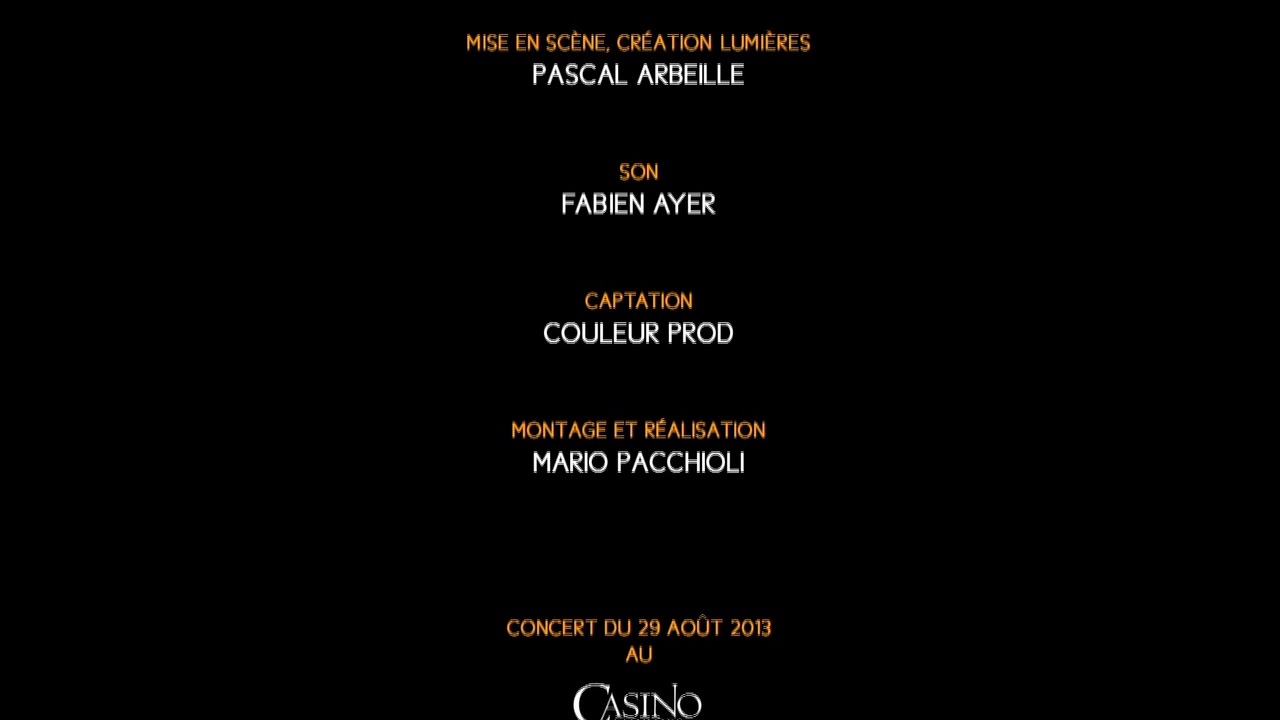 MISE EN SCÈNE, CRÉATION LUMIÈRES
PASCAL ARBEILLE
SON
FABIEN AYER
CAPTATION
COULEUR PROD
MONTAGE ET RÉALISATION
MARIO PACCHIOLI
CONCERT DU 29 AOÛT 2013
AU
CASINO